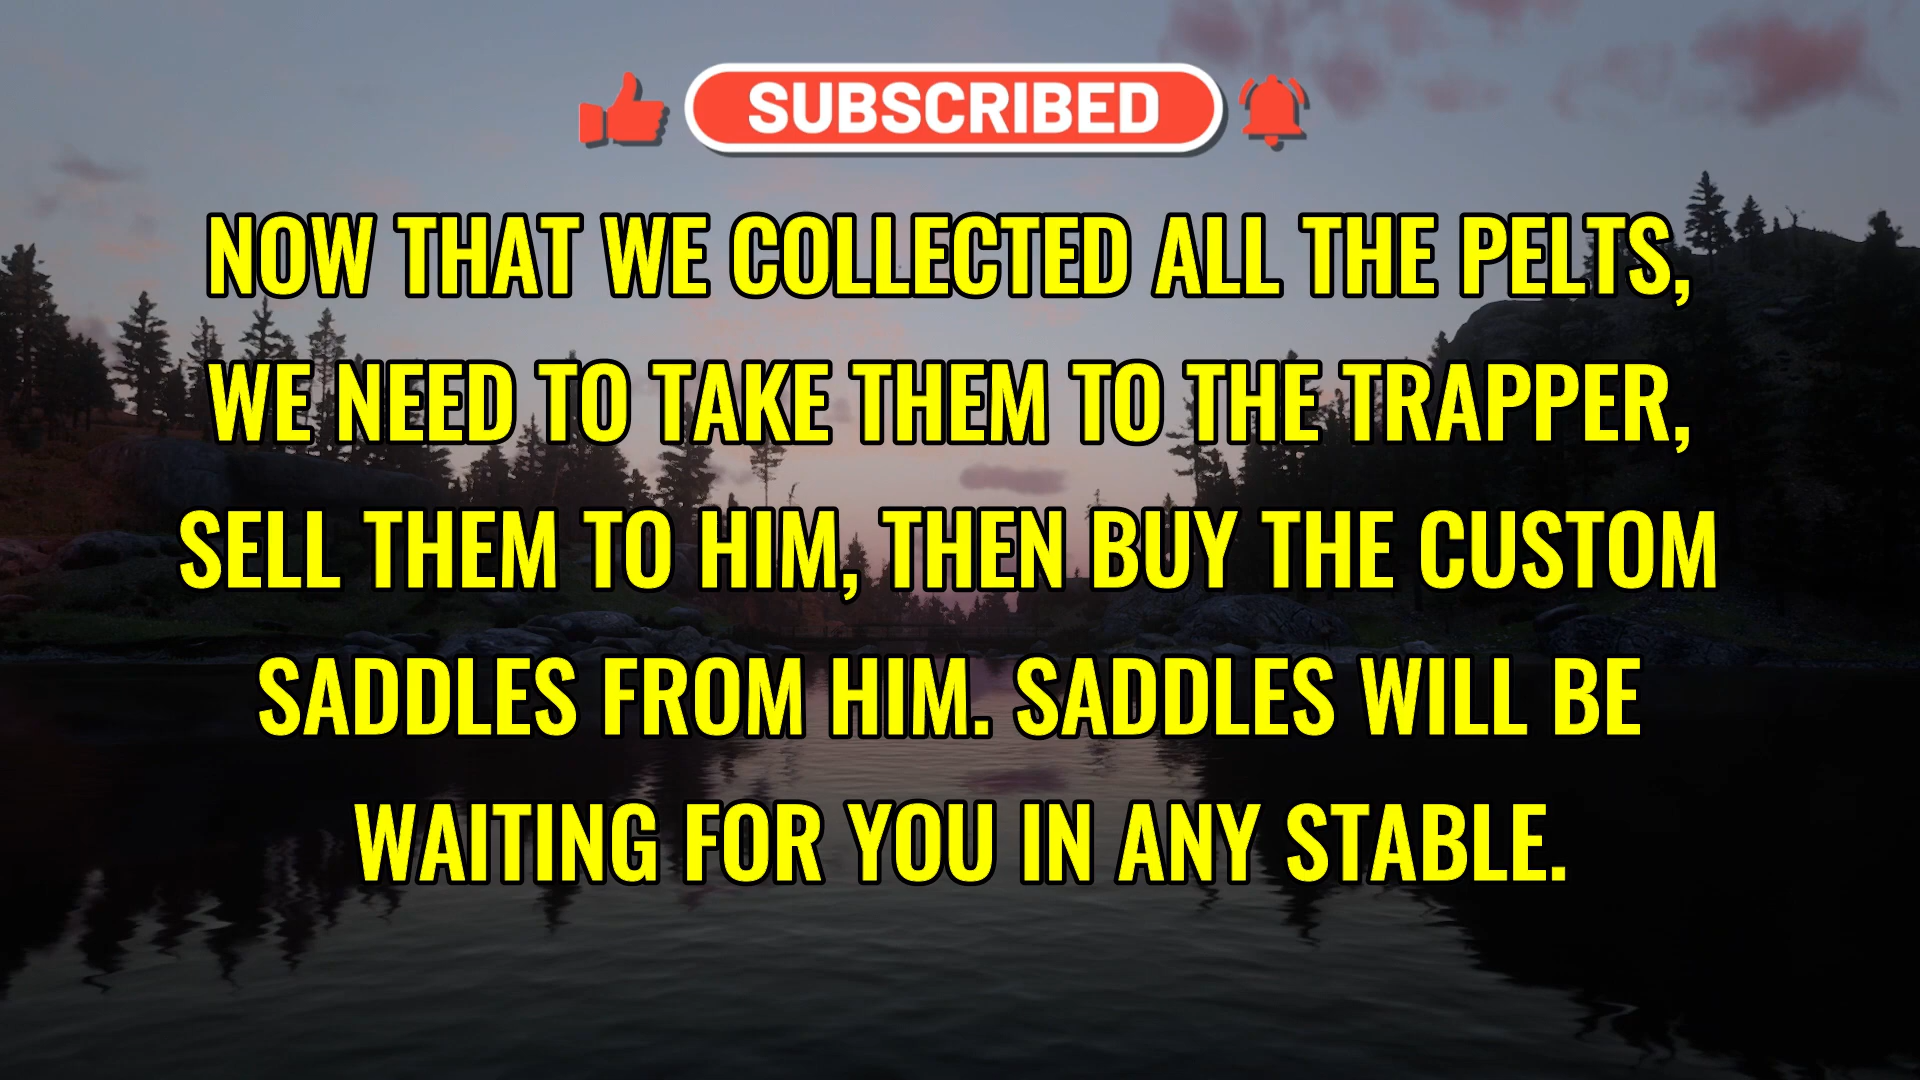 SUBSCRIBED
NOW THAT WE COLLECTED ALL THE PELTS,
WE NEED TO TAKE THEM TO THE TRAPPER,
SELL THEM TO HIM, THEN BUY THE CUSTOM
SADDLES FROM HIM. SADDLES WILL BE
WAITING FOR YOU IN ANY STABLE.